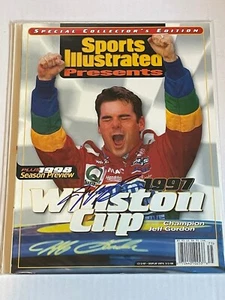 SPECIAL COLLECTOR'S EDITION
Sports Illustrated
Presents
PLUS 1998
Season Preview
1997
Winston
Cup
Champion
Jeff Gordon